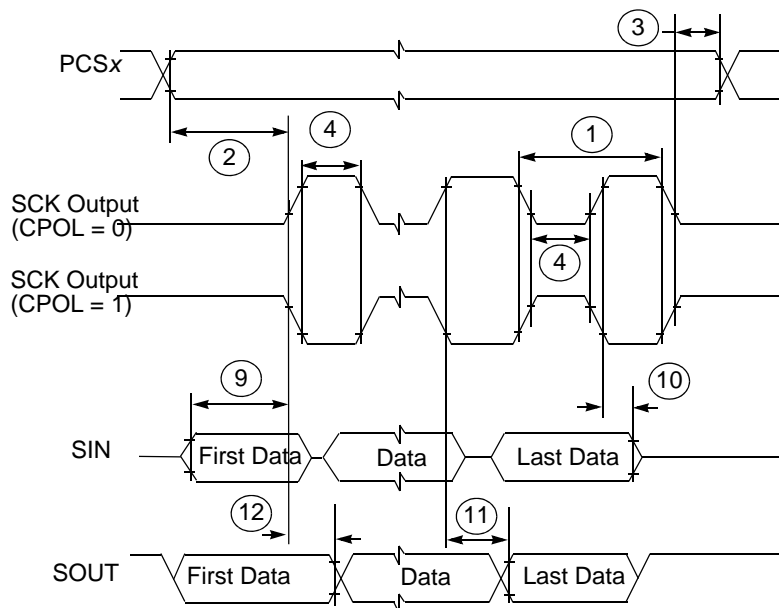 3
PCSx
2
4
1
SCK Output
(CPOL = 0)
4
SCK Output
(CPOL = 1)
9
10
SIN
First Data
Data
Last Data
12
11
SOUT
First Data
Data
Last Data